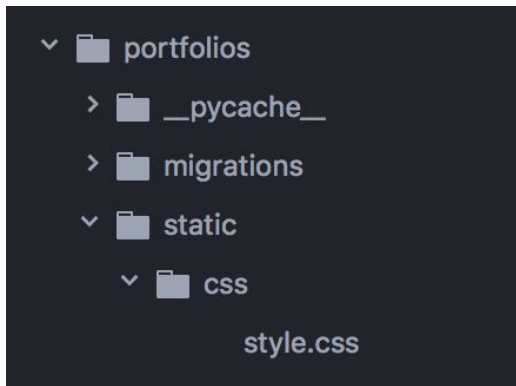 portfolios
__pycache__
migrations
static
css
style.css